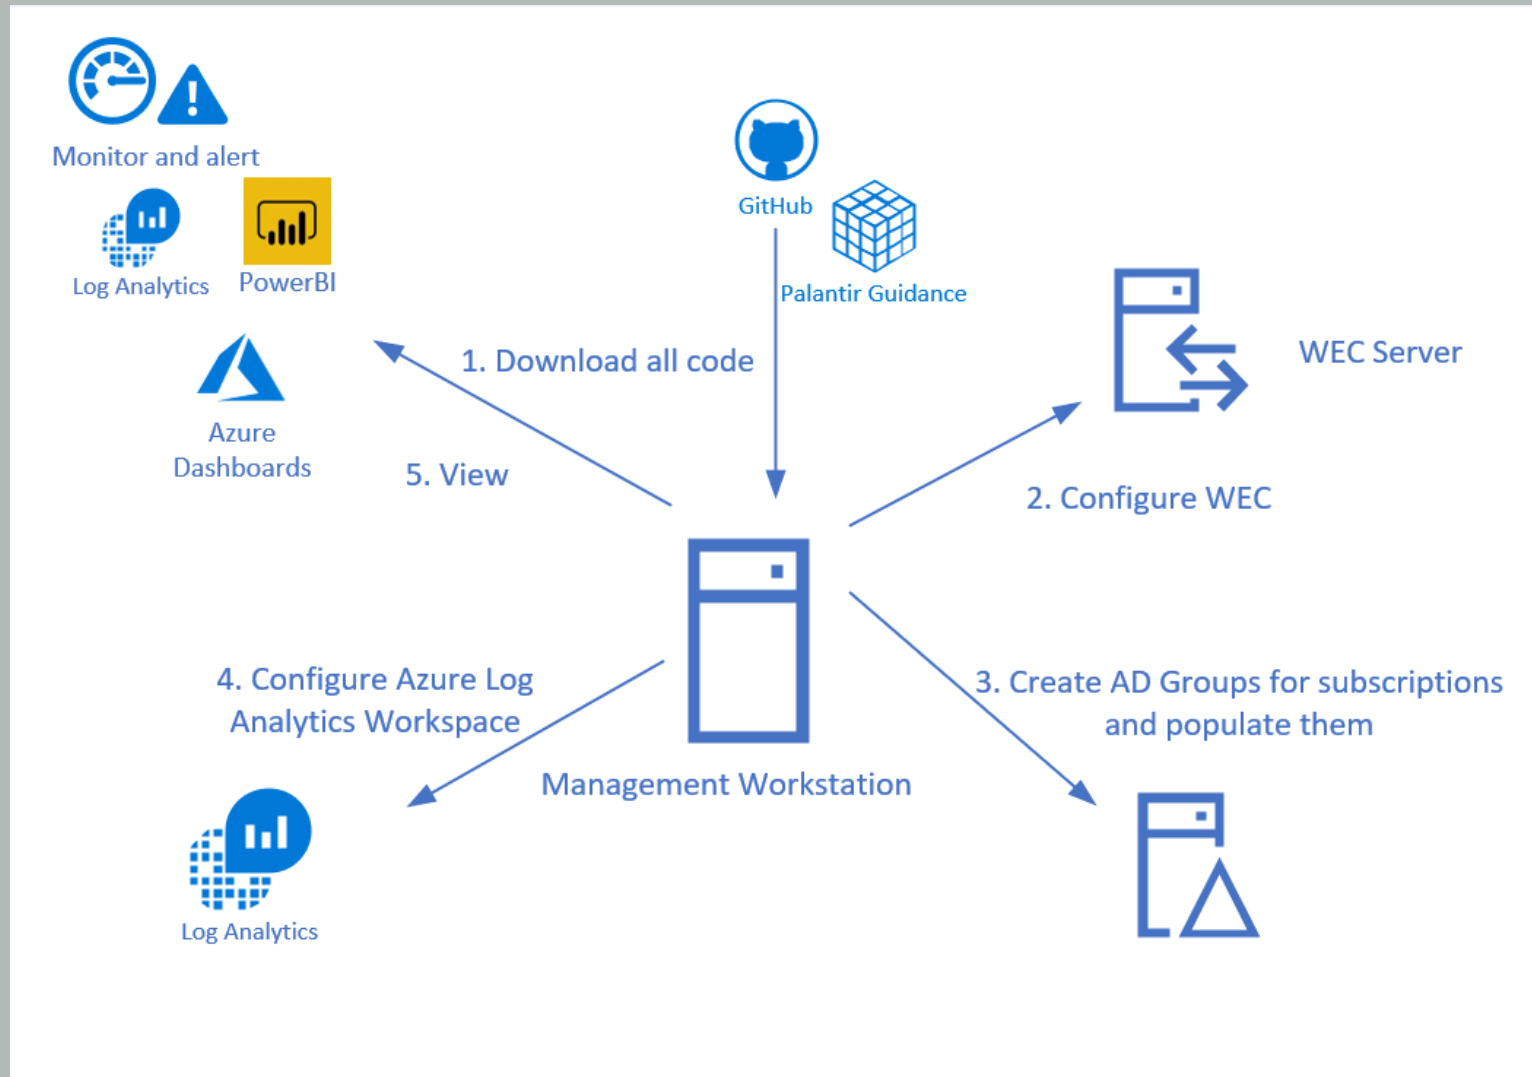 Monitor and alert
Log Analytics
PowerBI
Azure
Dashboards
GitHub
Palantir Guidance
1. Download all code
5. View
WEC Server
2. Configure WEC
4. Configure Azure Log
Analytics Workspace
3. Create AD Groups for subscriptions
and populate them
Management Workstation
Log Analytics